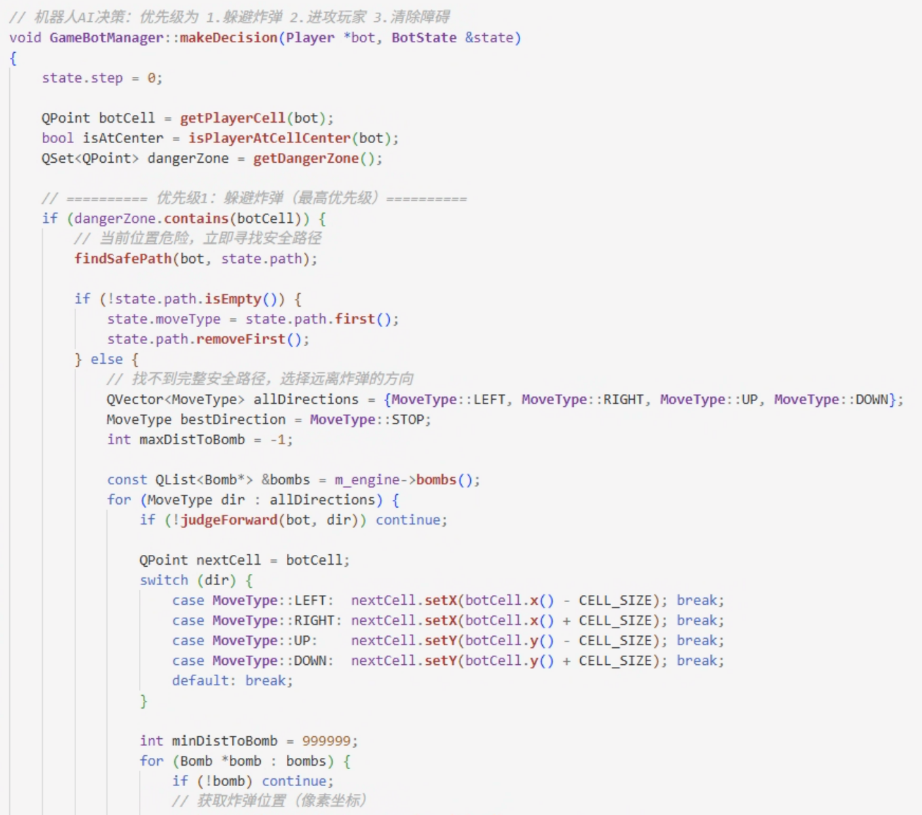 // 机器人AI决策：优先级为 1.躲避炸弹 2.进攻玩家 3.清除障碍
void GameBotManager::makeDecision(Player *bot, BotState &state)
{
    state.step = 0;

    QPoint botCell = getPlayerCell(bot);
    bool isAtCenter = isPlayerAtCellCenter(bot);
    QSet<QPoint> dangerZone = getDangerZone();

    // ========== 优先级1：躲避炸弹（最高优先级）==========
    if (dangerZone.contains(botCell)) {
        // 当前位置危险，立即寻找安全路径
        findSafePath(bot, state.path);

        if (!state.path.isEmpty()) {
            state.moveType = state.path.first();
            state.path.removeFirst();
        } else {
            // 找不到完整安全路径，选择远离炸弹的方向
            QVector<MoveType> allDirections = {MoveType::LEFT, MoveType::RIGHT, MoveType::UP, MoveType::DOWN};
            MoveType bestDirection = MoveType::STOP;
            int maxDistToBomb = -1;

            const QList<Bomb*> &bombs = m_engine->bombs();
            for (MoveType dir : allDirections) {
                if (!judgeForward(bot, dir)) continue;

                QPoint nextCell = botCell;
                switch (dir) {
                    case MoveType::LEFT:  nextCell.setX(botCell.x() - CELL_SIZE); break;
                    case MoveType::RIGHT: nextCell.setX(botCell.x() + CELL_SIZE); break;
                    case MoveType::UP:    nextCell.setY(botCell.y() - CELL_SIZE); break;
                    case MoveType::DOWN:  nextCell.setY(botCell.y() + CELL_SIZE); break;
                    default: break;
                }

                int minDistToBomb = 999999;
                for (Bomb *bomb : bombs) {
                    if (!bomb) continue;
                    // 获取炸弹位置（像素坐标）